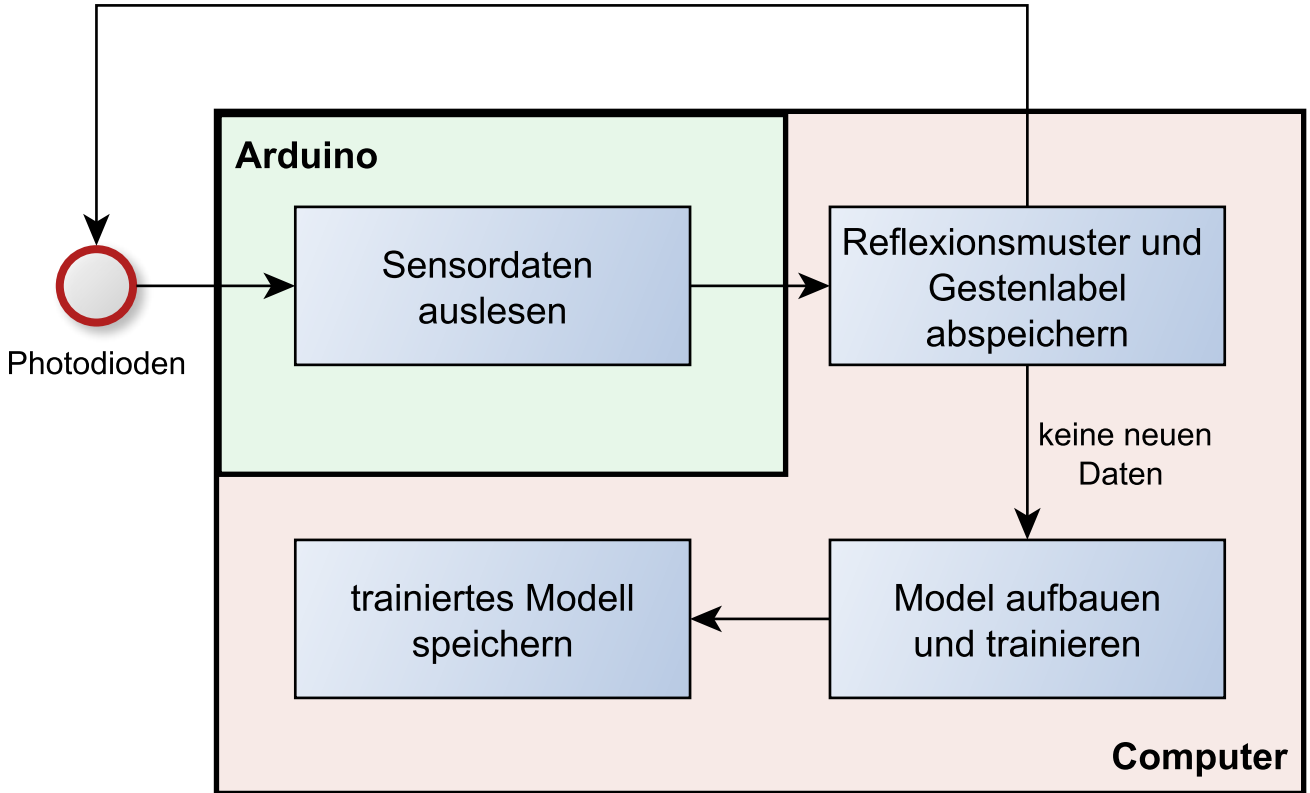 Arduino
Sensordaten
auslesen
Reflexionsmuster und
Gestenlabel
abspeichern
Photodioden
keine neuen
Daten
trainiertes Modell
speichern
Model aufbauen
und trainieren
Computer